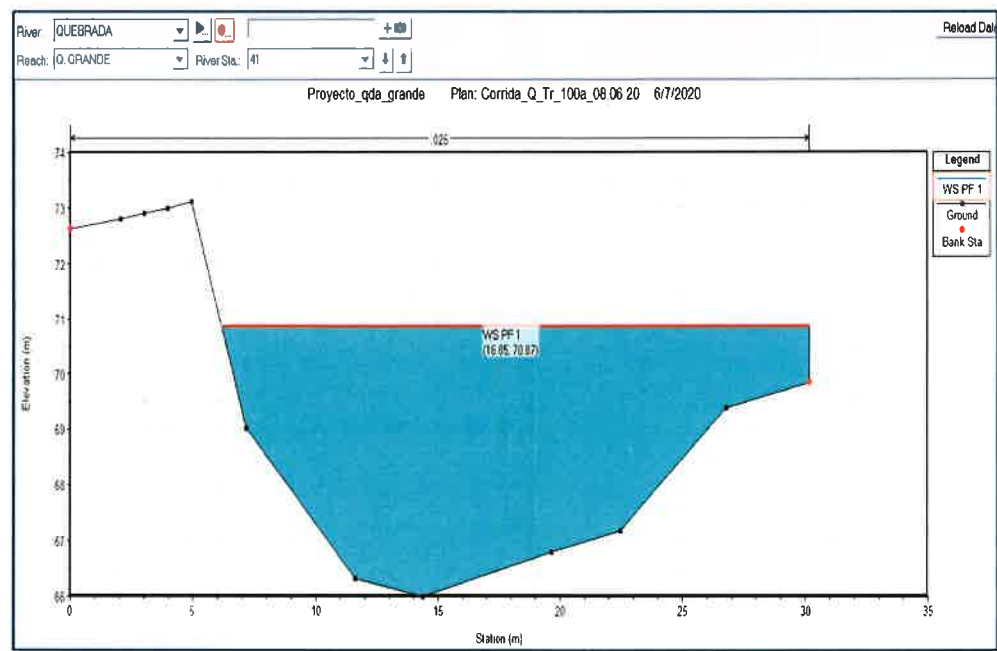 River: QUEBRADA
Reload Data
Reach: Q. GRANDE River Sta.: 41
Proyecto_qda_grande Plan: Corrida_Q_Tr_100a_08.06 20 6/7/2020
.026
Legend
WS PF 1
Ground
Bank Sta
74
73
72
71
70
69
68
67
66
WS PF 1
(16.65, 70.87)
Elevation (m)
0 5 10 15 20 25 30 35
Station (m)